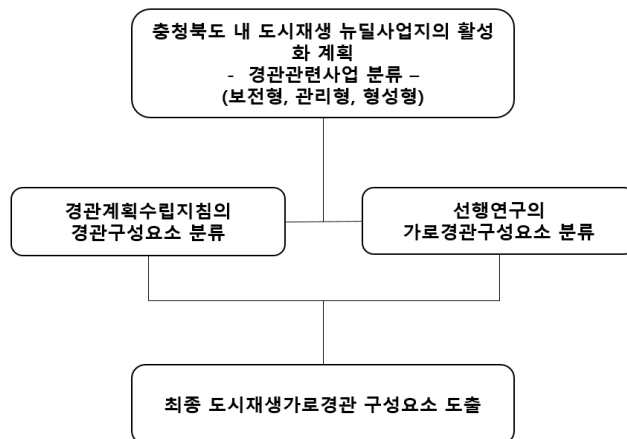 충청북도 내 도시재생 뉴딜사업지의 활성
화 계획
- 경관관련사업 분류 –
(보전형, 관리형, 형성형)
경관계획수립지침의
경관구성요소 분류
선행연구의
가로경관구성요소 분류
최종 도시재생가로경관 구성요소 도출